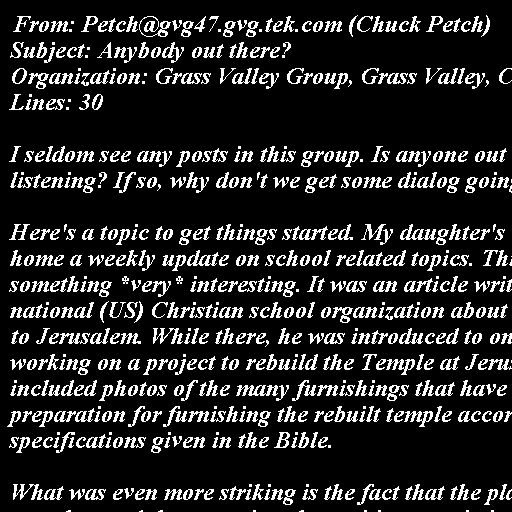 From: Petch@gvg47.gvg.tek.com (Chuck Petch)
Subject: Anybody out there?
Organization: Grass Valley Group, Grass Valley, C
Lines: 30

I seldom see any posts in this group. Is anyone out
listening? If so, why don't we get some dialog going

Here's a topic to get things started. My daughter's
home a weekly update on school related topics. Thi
something *very* interesting. It was an article writ
national (US) Christian school organization about
to Jerusalem. While there, he was introduced to on
working on a project to rebuild the Temple at Jerus
included photos of the many furnishings that have
preparation for furnishing the rebuilt temple accor
specifications given in the Bible.

What was even more striking is the fact that the pla